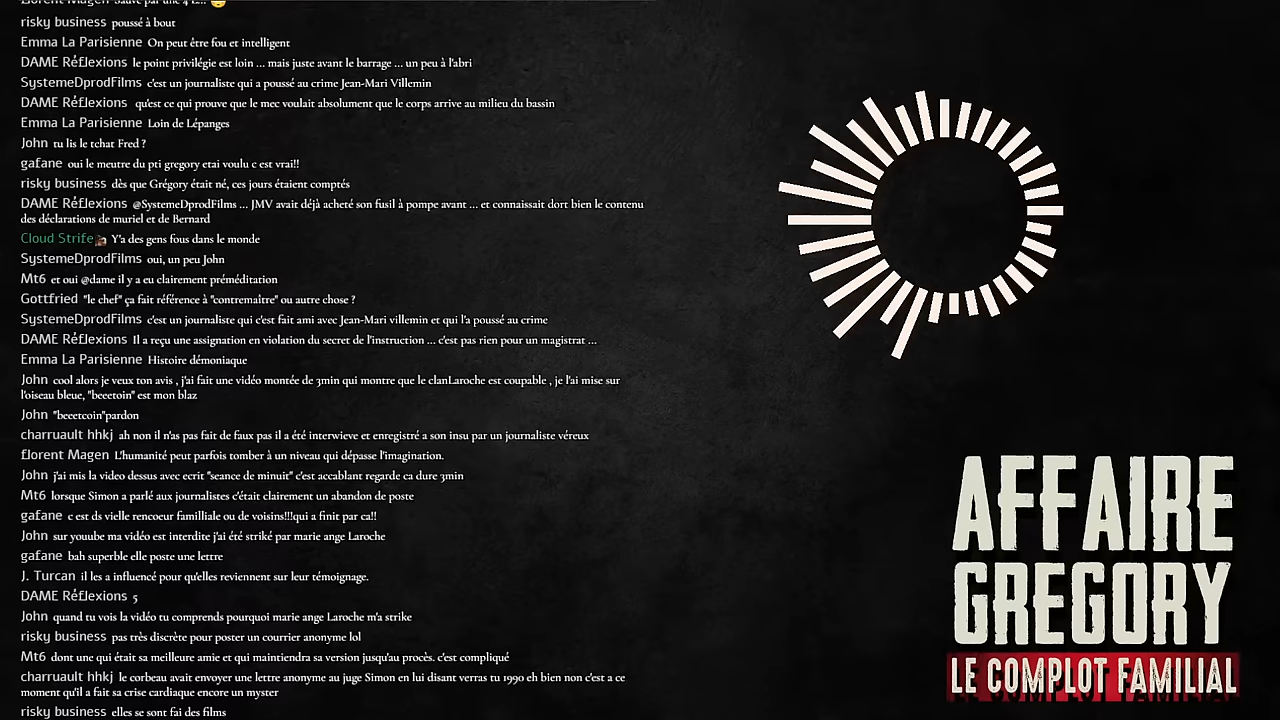 florent Magen Sauvé par une 4 L...
risky business poussé à bout
Emma La Parisienne On peut être fou et intelligent
DAME Réflexions le point privilégie est loin ... mais juste avant le barrage ... un peu à l'abri
SystemeDprodFilms c'est un journaliste qui a poussé au crime Jean-Mari Villemin
DAME Réflexions qu'est ce qui prouve que le mec voulait absolument que le corps arrive au milieu du bassin
Emma La Parisienne Loin de Lépanges
John tu lis le tchat Fred ?
gafane oui le meutre du pti gregory etai voulu c est vrai!!
risky business dès que Grégory était né, ces jours étaient comptés
DAME Réflexions @SystemeDprodFilms ... JMV avait déjà acheté son fusil à pompe avant ... et connaissait dort bien le contenu
des déclarations de muriel et de Bernard
Cloud Strife Y'a des gens fous dans le monde
SystemeDprodFilms oui, un peu John
Mt6 et oui @dame il y a eu clairement préméditation
Gottfried "le chef" ça fait référence à "contremaître" ou autre chose ?
SystemeDprodFilms c'est un journaliste qui c'est fait ami avec Jean-Mari villemin et qui l'a poussé au crime
DAME Réflexions Il a reçu une assignation en violation du secret de l'instruction ... c'est pas rien pour un magistrat ...
Emma La Parisienne Histoire démoniaque
John cool alors je veux ton avis , j'ai fait une vidéo montée de 3min qui montre que le clanLaroche est coupable , je l'ai mise sur
l'oiseau bleue, "beeetoin" est mon blaz
John "beeetcoin"pardon
charruault hhkj ah non il n'as pas fait de faux pas il a été interwieve et enregistré a son insu par un journaliste véreux
florent Magen L'humanité peut parfois tomber à un niveau qui dépasse l'imagination.
John j'ai mis la video dessus avec ecrit "seance de minuit" c'est accablant regarde ca dure 3min
Mt6 lorsque Simon a parlé aux journalistes c'était clairement un abandon de poste
gafane c est ds vielle rencoeur familliale ou de voisins!!!qui a finit par ca!!
John sur youube ma vidéo est interdite j'ai été striké par marie ange Laroche
gafane bah superble elle poste une lettre
J. Turcan il les a influencé pour qu'elles reviennent sur leur témoignage.
DAME Réflexions 5
John quand tu vois la vidéo tu comprends pourquoi marie ange Laroche m'a strike
risky business pas très discrète pour poster un courrier anonyme lol
Mt6 dont une qui était sa meilleure amie et qui maintiendra sa version jusqu'au procès. c'est compliqué
charruault hhkj le corbeau avait envoyer une lettre anonyme au juge Simon en lui disant verras tu 1990 eh bien non c'est a ce
moment qu'il a fait sa crise cardiaque encore un myster
risky business elles se sont fai des films
AFFAIRE
GREGORY
LE COMPLOT FAMILIAL